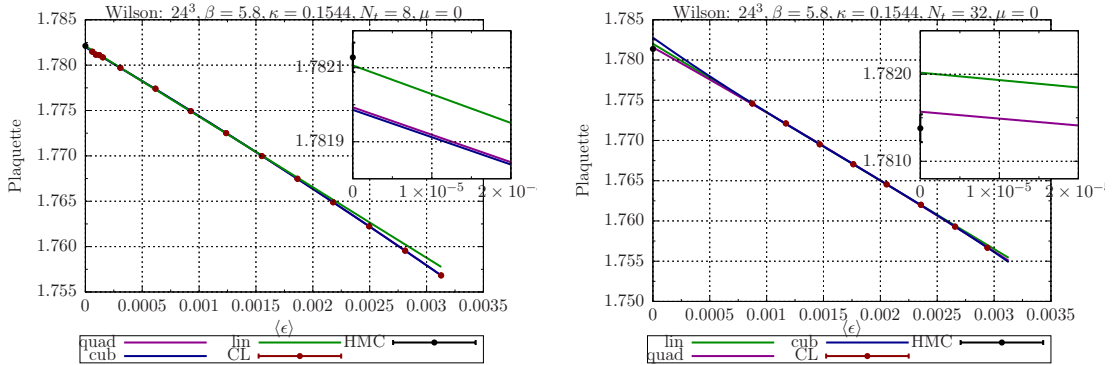 Wilson: 24³, β = 5.8, κ = 0.1544, N_t = 8, μ = 0
1.785
1.780
1.775
1.770
1.765
1.760
1.755
Plaquette
1.7821
1.7819
0
1 × 10⁻⁵
2 × 10⁻
0
0.0005
0.001
0.0015
0.002
0.0025
0.003
0.0035
⟨ϵ⟩
quad
lin
HMC
cub
CL
Wilson: 24³, β = 5.8, κ = 0.1544, N_t = 32, μ = 0
1.785
1.780
1.775
1.770
1.765
1.760
1.755
1.750
Plaquette
1.7820
1.7810
0
1 × 10⁻⁵
2 × 10⁻
0
0.0005
0.001
0.0015
0.002
0.0025
0.003
0.0035
⟨ϵ⟩
lin
cub
HMC
quad
CL